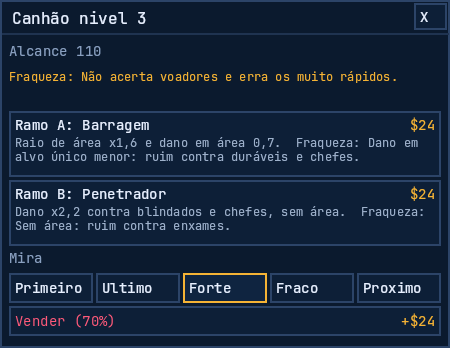 Canhão nivel 3 X
Alcance 110
Fraqueza: Não acerta voadores e erra os muito rápidos.
Ramo A: Barragem $24
Raio de área x1,6 e dano em área 0,7. Fraqueza: Dano em
alvo único menor: ruim contra duráveis e chefes.
Ramo B: Penetrador $24
Dano x2,2 contra blindados e chefes, sem área. Fraqueza:
Sem área: ruim contra enxames.
Mira
Primeiro Ultimo Forte Fraco Proximo
Vender (70%) +$24